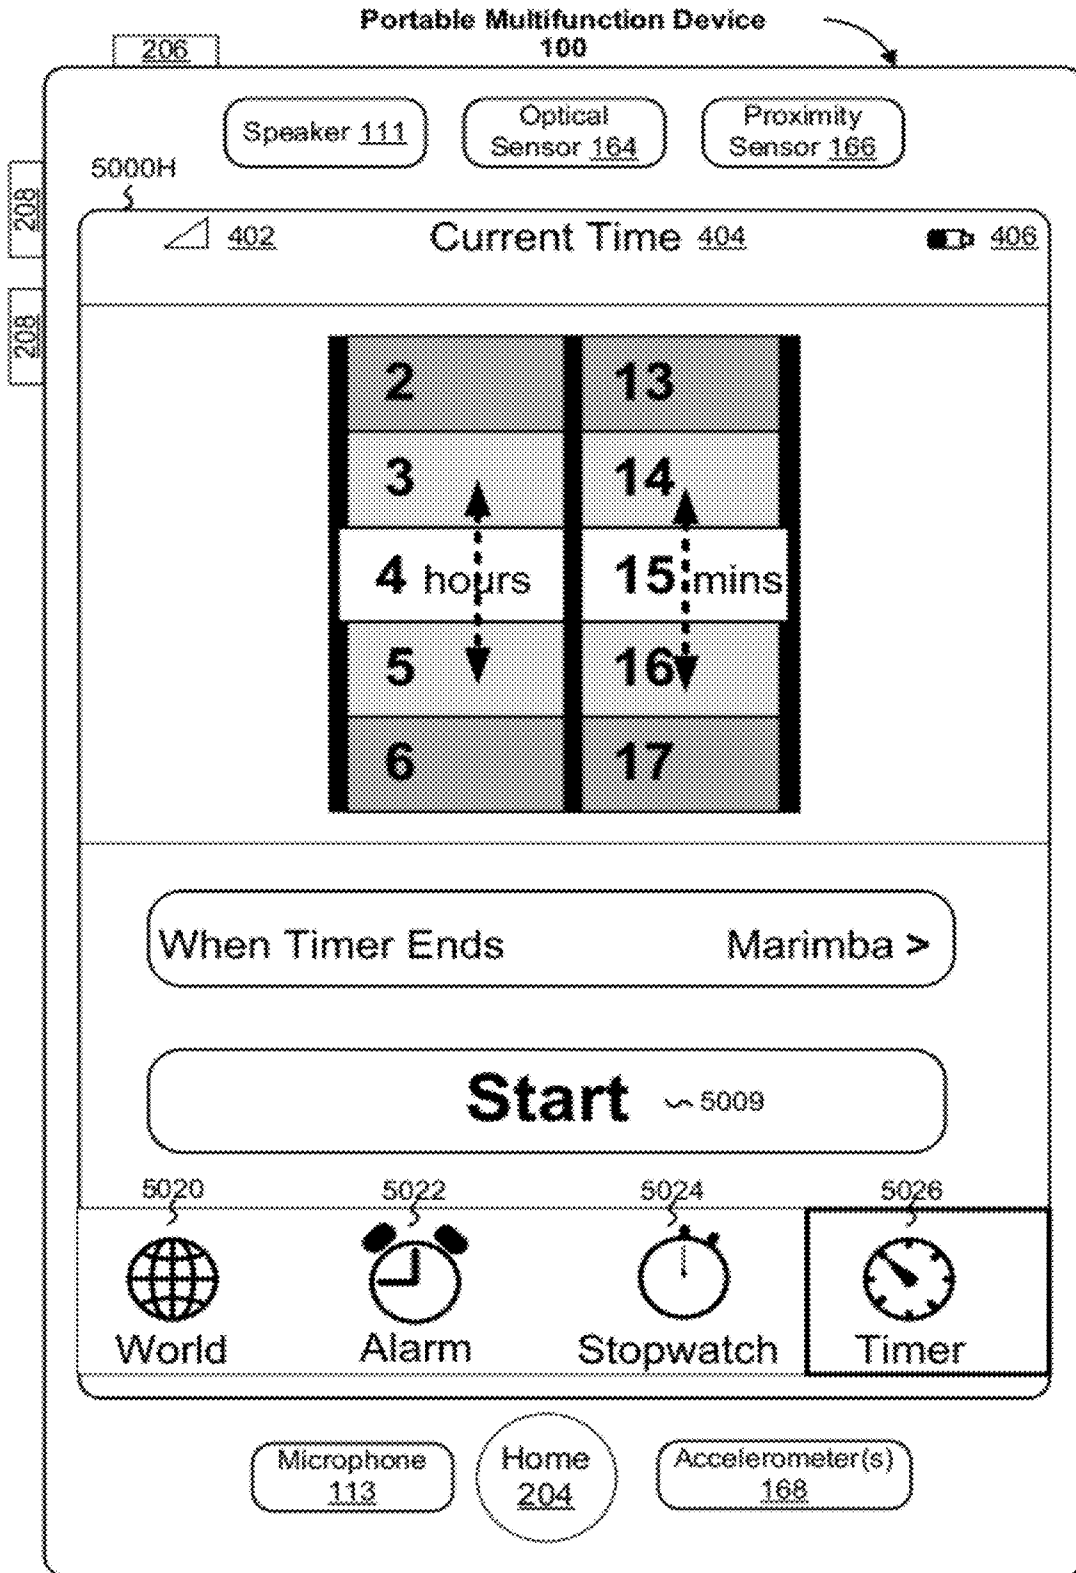 Portable Multifunction Device
100
206
Speaker 111
Optical
Sensor 164
Proximity
Sensor 166
5000H
208
208
402
Current Time 404
406
2 13
3 14
4 hours 15 mins
5 16
6 17
When Timer Ends Marimba >
Start 5009
5020 5022 5024 5026
World Alarm Stopwatch Timer
Microphone
113
Home
204
Accelerometer(s)
168